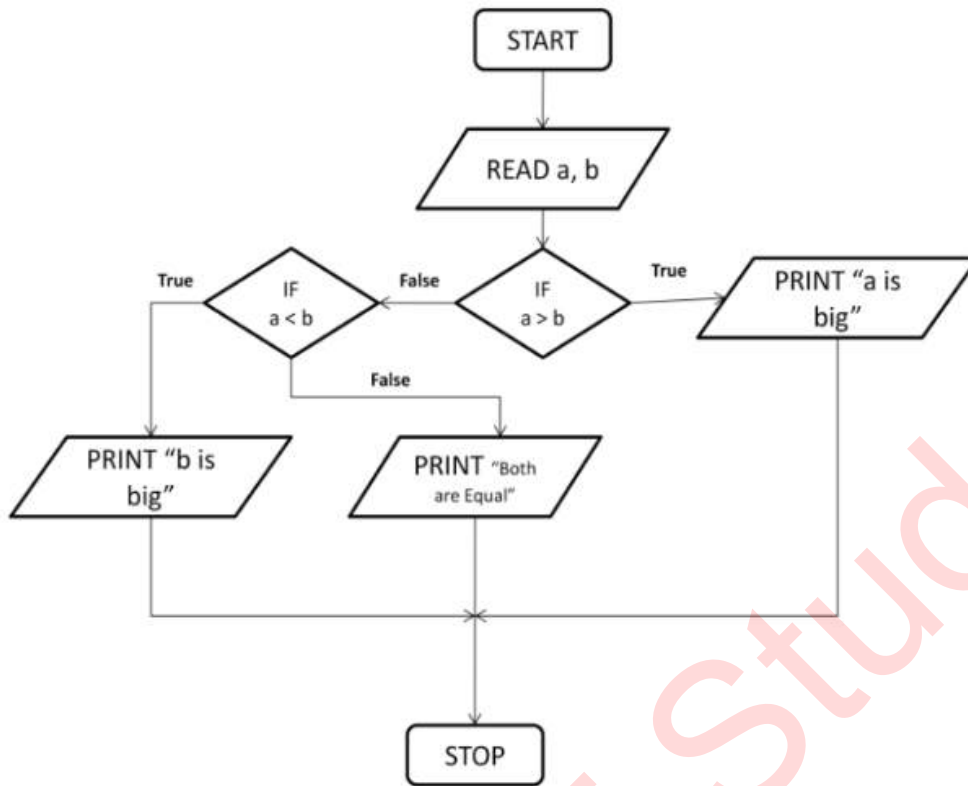 START
READ a, b
True
IF
a < b
False
IF
a > b
True
PRINT “a is
big”
False
PRINT “b is
big”
PRINT “Both
are Equal”
STOP
Stud